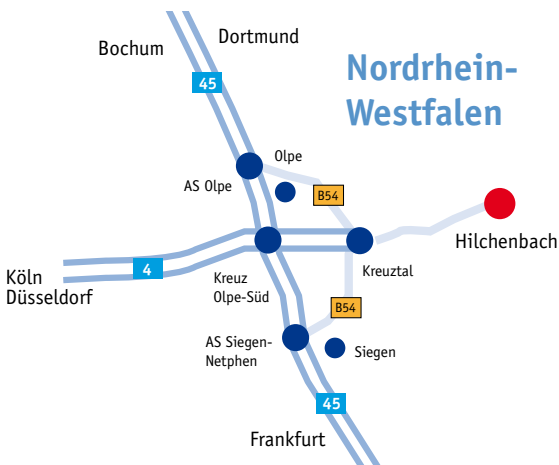 Dortmund
Bochum
Nordrhein-
Westfalen
45
Olpe
AS Olpe
B54
Hilchenbach
4
Köln
Düsseldorf
Kreuz
Olpe-Süd
Kreuztal
B54
AS Siegen-
Netphen
Siegen
45
Frankfurt